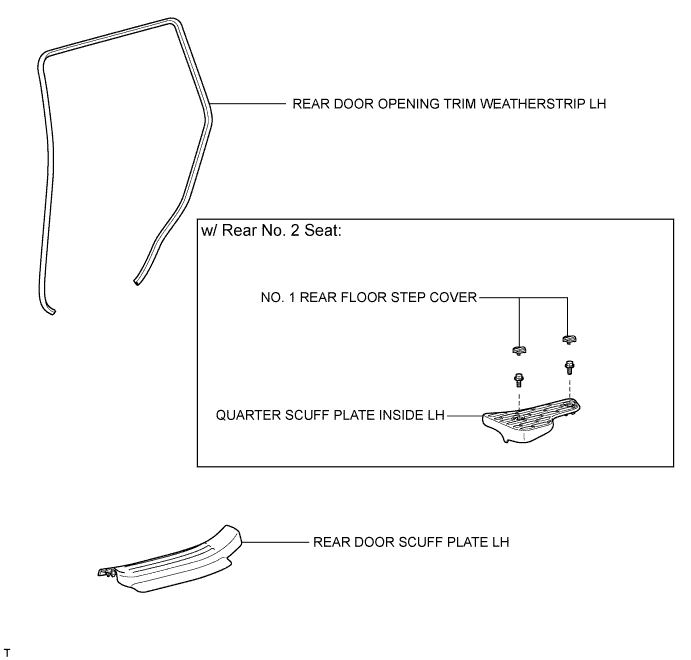 REAR DOOR OPENING TRIM WEATHERSTRIP LH
w/ Rear No. 2 Seat:
NO. 1 REAR FLOOR STEP COVER
QUARTER SCUFF PLATE INSIDE LH
REAR DOOR SCUFF PLATE LH
T